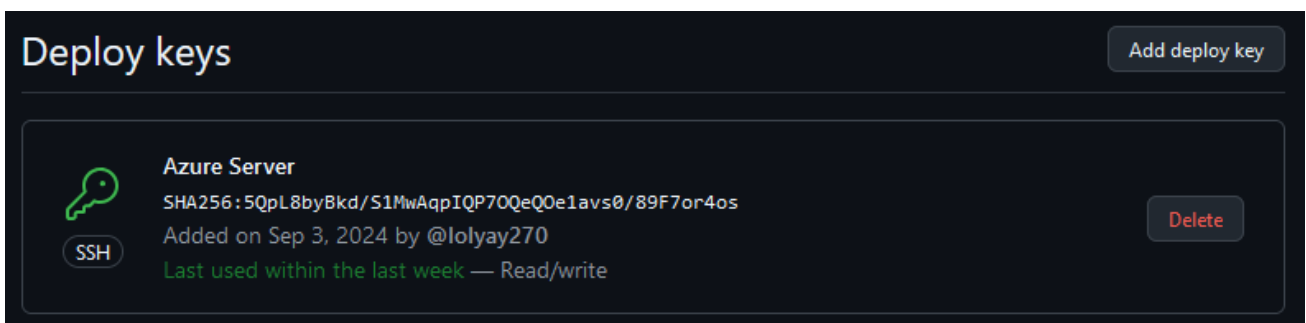 Deploy keys
Add deploy key
Azure Server
SHA256:5QpL8byBkd/S1MwAqpIQP7OQeQOe1avs0/89F7or4os
Added on Sep 3, 2024 by @lolyay270
SSH
Last used within the last week — Read/write
Delete